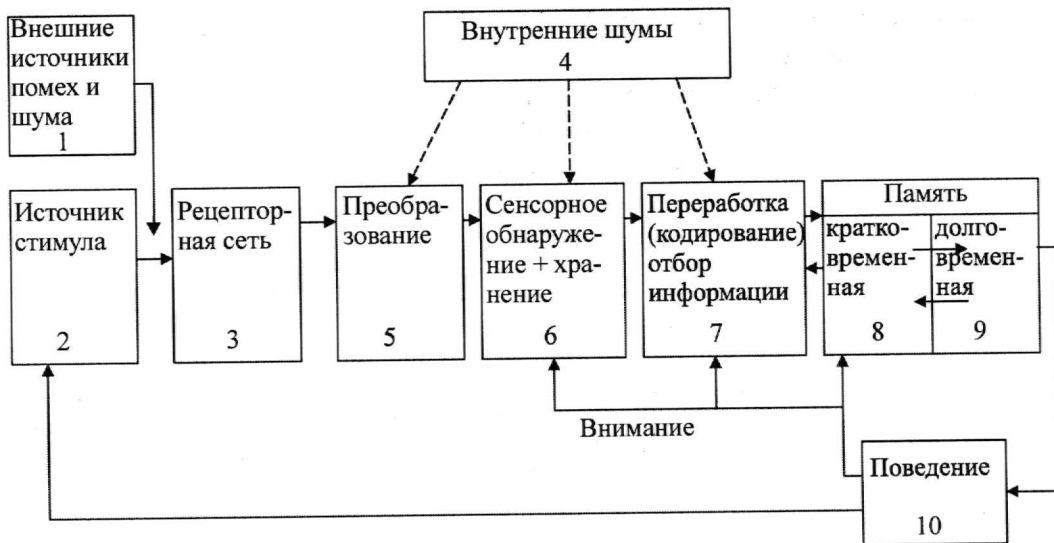 Внешние
источники
помех и
шума
1
Внутренние шумы
4
Источник
стимула
2
Рецептор-
ная сеть
3
Преобра-
зование
5
Сенсорное
обнаруже-
ние + хра-
нение
6
Переработка
(кодирование)
отбор
информации
7
Память
кратко-
временная
ная
8
долго-
времен-
ная
9
Внимание
Поведение
10